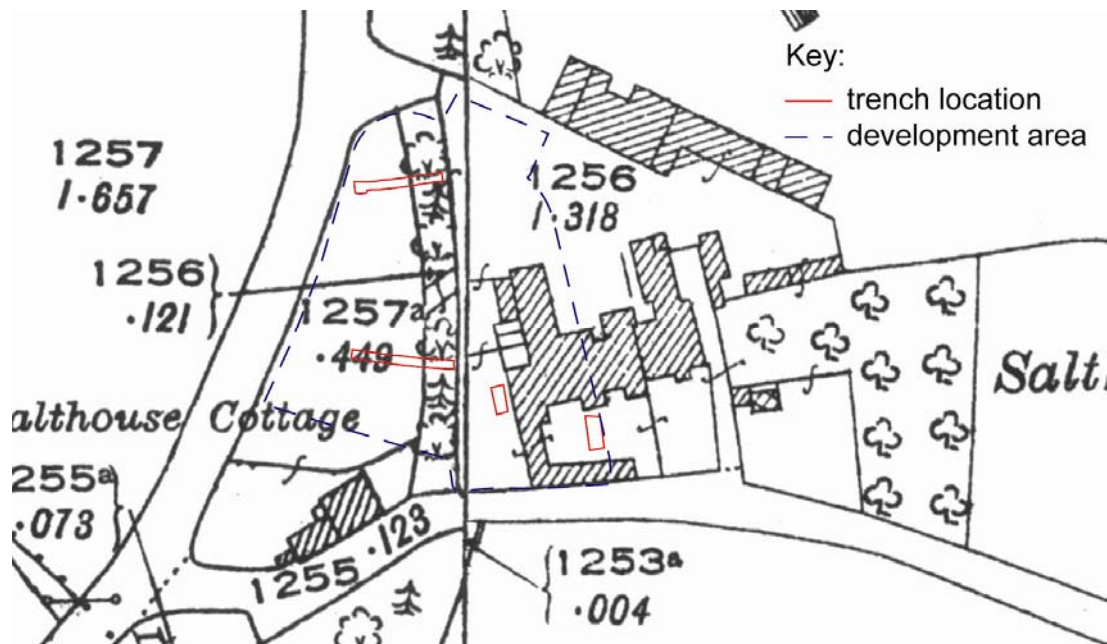 Key:
trench location
development area
1257
1·657
1256
1·318
1256
·121
1257a
·449
althouse Cottage
Salt
255a
·073
1255 ·123
1253a
·004